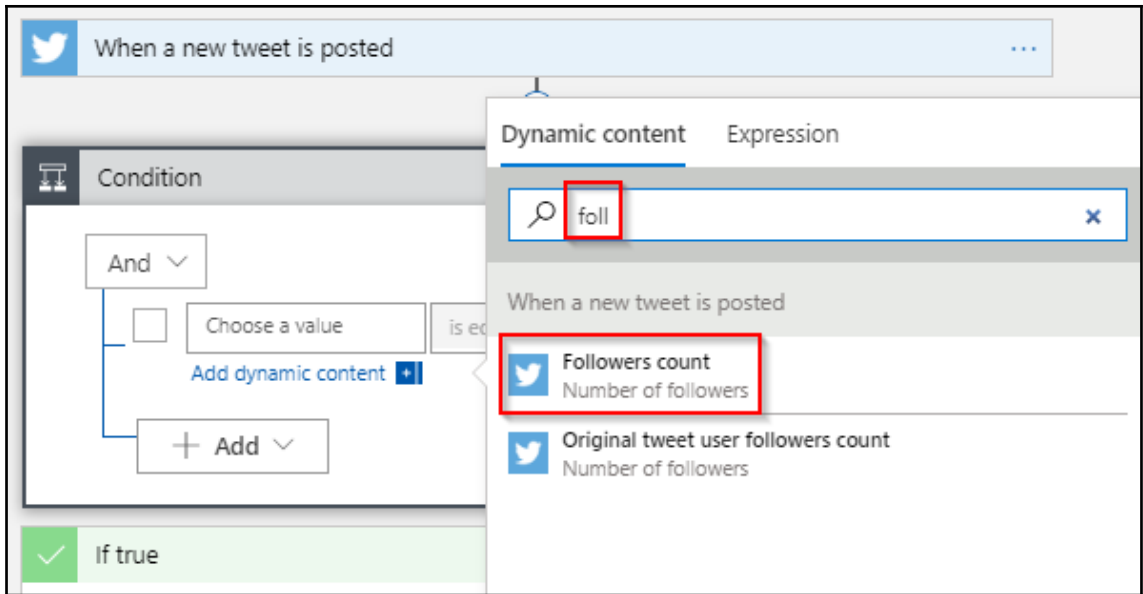 When a new tweet is posted
...
Dynamic content Expression
Condition
foll
And
When a new tweet is posted
Choose a value
Followers count
Add dynamic content
Number of followers
Original tweet user followers count
+ Add
Number of followers
If true